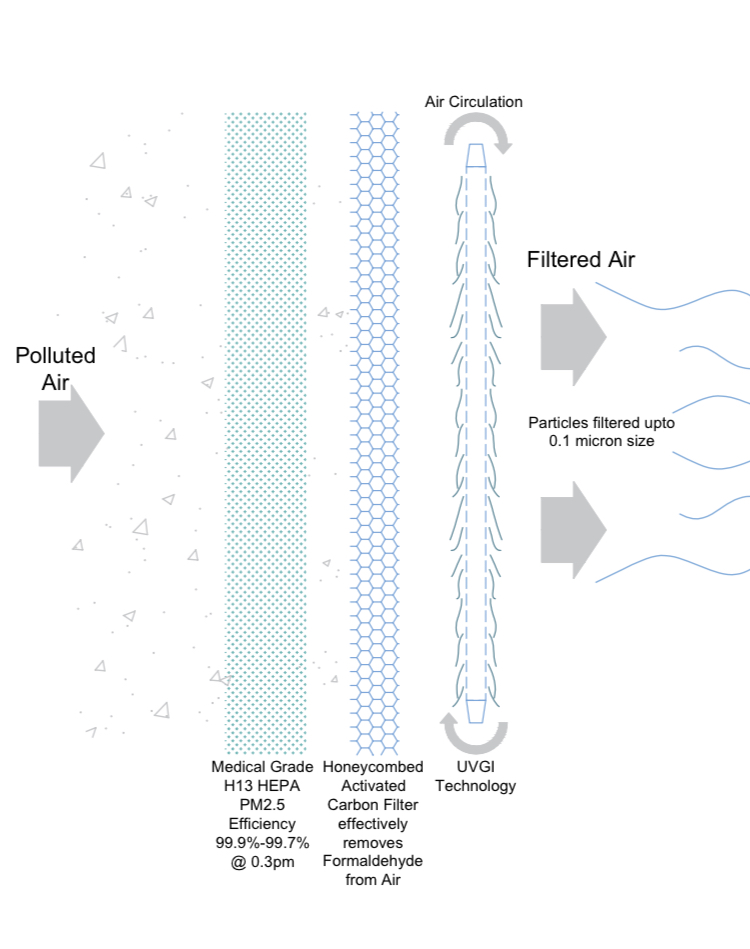 Air Circulation
Filtered Air
Polluted
Air
Particles filtered upto
0.1 micron size
Medical Grade
H13 HEPA
PM2.5
Efficiency
99.9%-99.7%
@ 0.3pm
Honeycombed
Activated
Carbon Filter
effectively
removes
Formaldehyde
from Air
UVGI
Technology